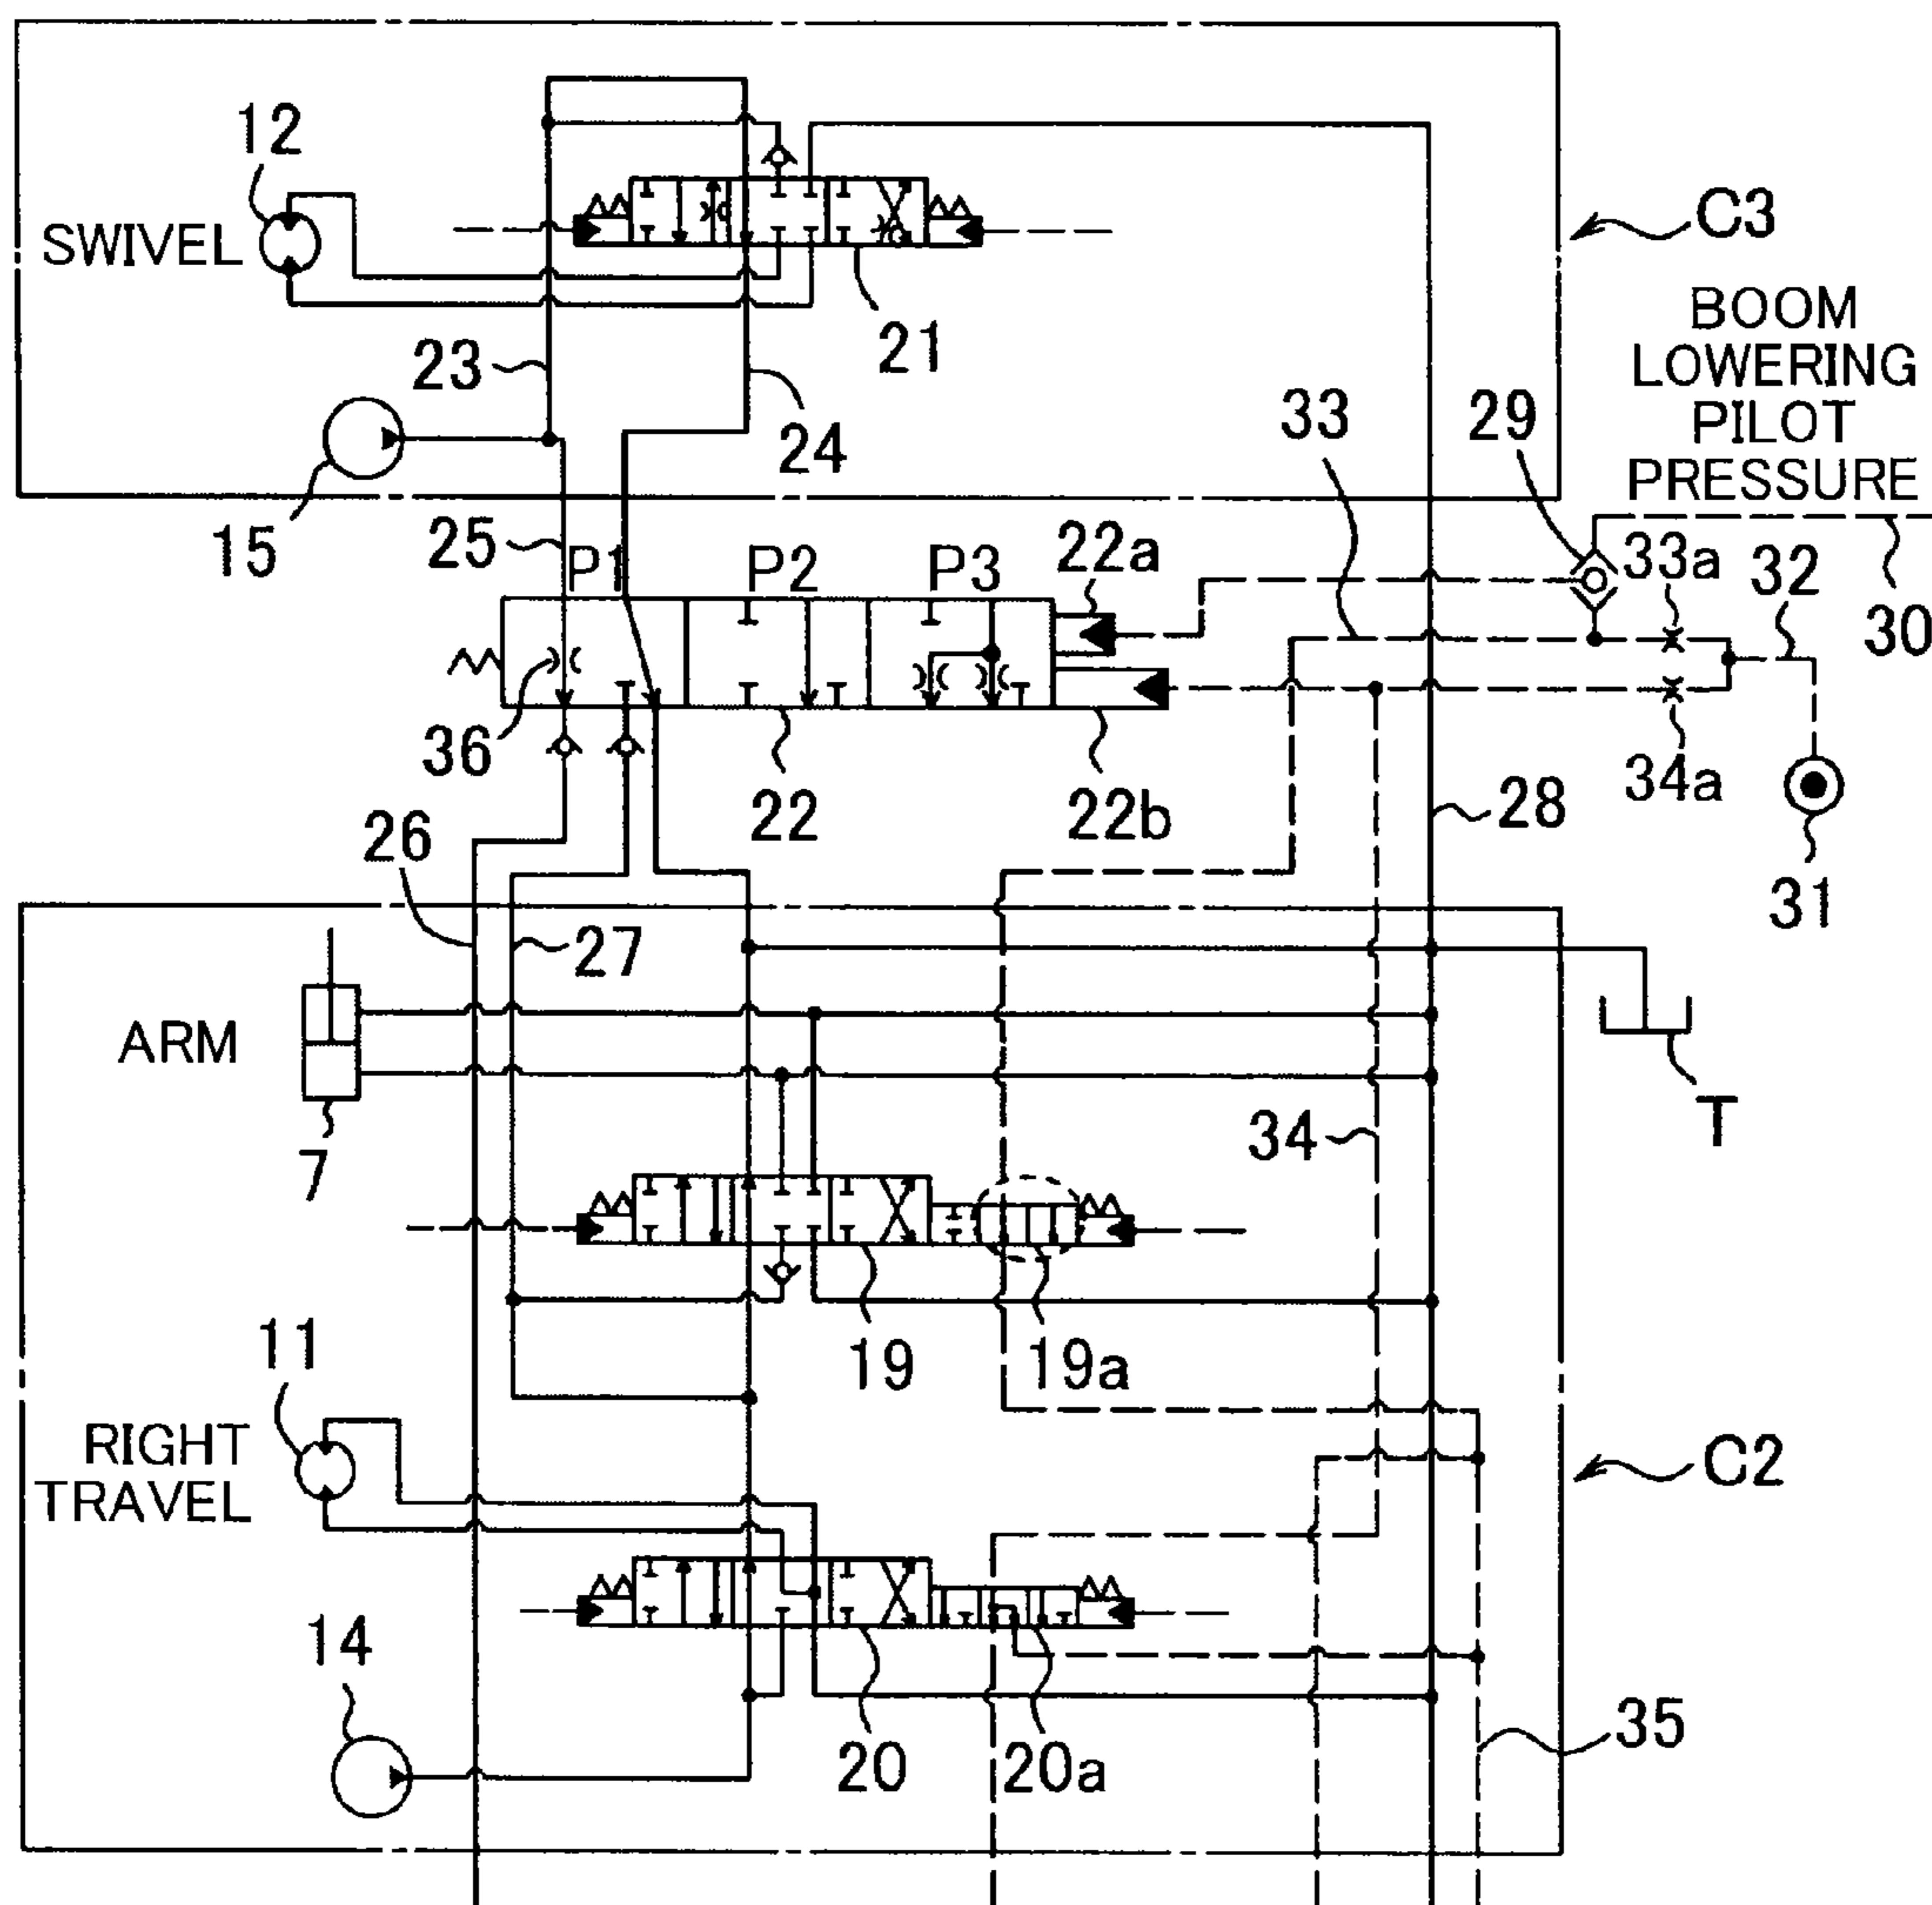 12
SWIVEL
C3
21
23
24
15
BOOM
LOWERING
PILOT
PRESSURE
33
29
25
P1
P2
P3
22a
33a
32
30
36
22
22b
34a
28
31
26
27
ARM
7
T
34
19
19a
11
RIGHT
TRAVEL
C2
14
20
20a
35